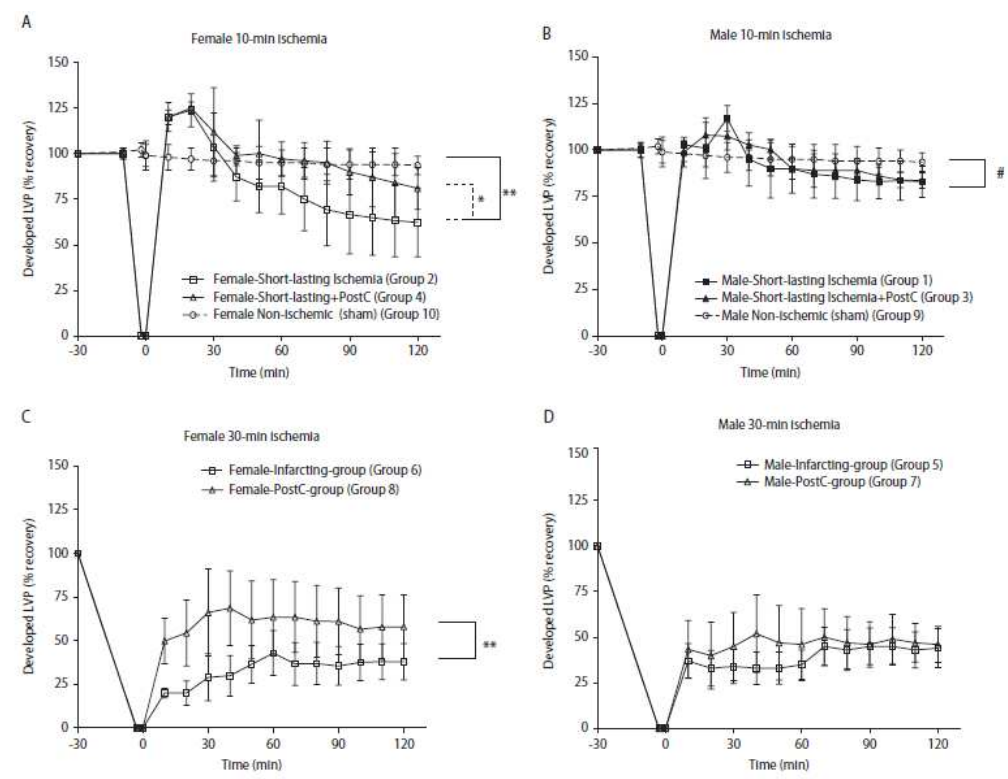 A
Female 10-min ischemia
Developed LVP (% recovery)
150
125
100
75
50
25
0
-30
0
30
60
90
120
Time (min)
Female-Short-lasting Ischemia (Group 2)
Female-Short-lasting+PostC (Group 4)
Female Non-ischemic (sham) (Group 10)
*
**
B
Male 10-min ischemia
Developed LVP (% recovery)
150
125
100
75
50
25
0
-30
0
30
60
90
120
Time (min)
Male-Short-lasting Ischemia (Group 1)
Male-Short-lasting Ischemia+PostC (Group 3)
Male Non-ischemic (sham) (Group 9)
#
C
Female 30-min ischemia
Developed LVP (% recovery)
150
125
100
75
50
25
0
-30
0
30
60
90
120
Time (min)
Female-Infarcting-group (Group 6)
Female-PostC-group (Group 8)
**
D
Male 30-min ischemia
Developed LVP (% recovery)
150
125
100
75
50
25
0
-30
0
30
60
90
120
Time (min)
Male-Infarcting-group (Group 5)
Male-PostC-group (Group 7)